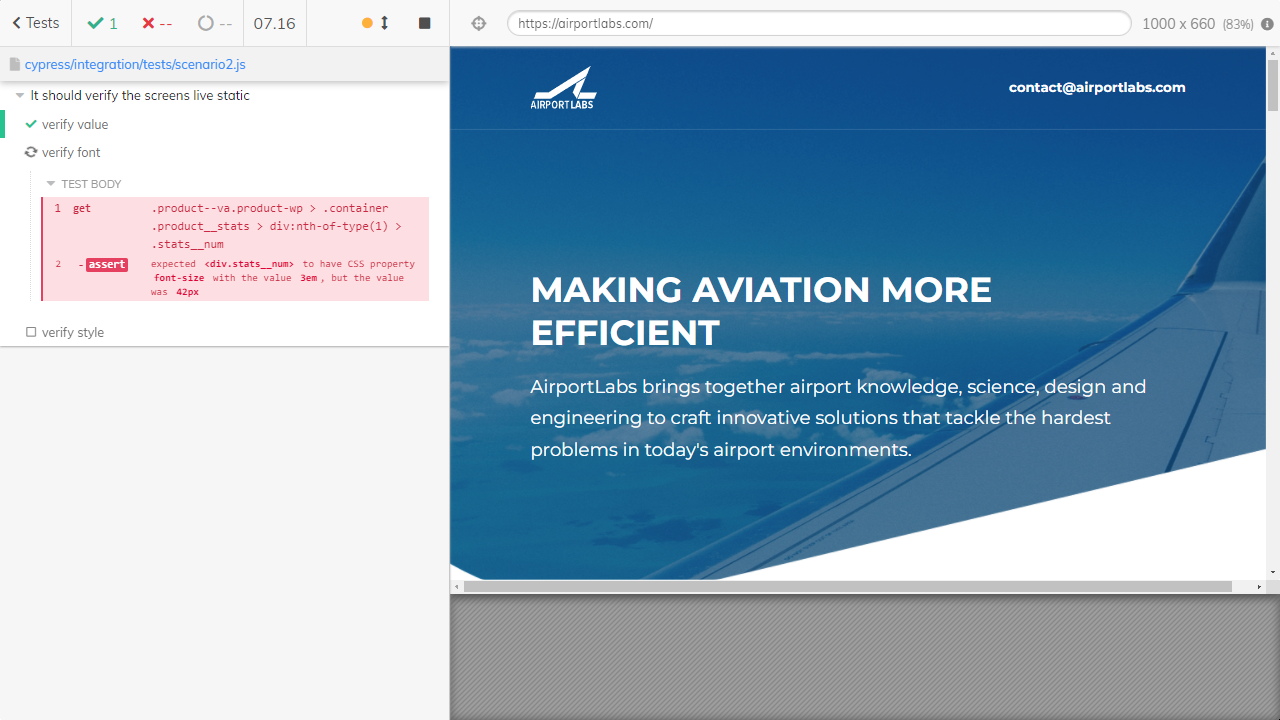 Tests 1 -- -- 07.16
https://airportlabs.com/ 1000 x 660 (83%)
cypress/integration/tests/scenario2.js
It should verify the screens live static
verify value
verify font
TEST BODY
1 get .product--va.product-wp > .container
.product__stats > div:nth-of-type(1) >
.stats__num
2 -assert expected <div.stats__num> to have CSS property
font-size with the value 3em, but the value
was 42px
verify style
AIRPORTLABS
contact@airportlabs.com
MAKING AVIATION MORE
EFFICIENT
AirportLabs brings together airport knowledge, science, design and
engineering to craft innovative solutions that tackle the hardest
problems in today's airport environments.